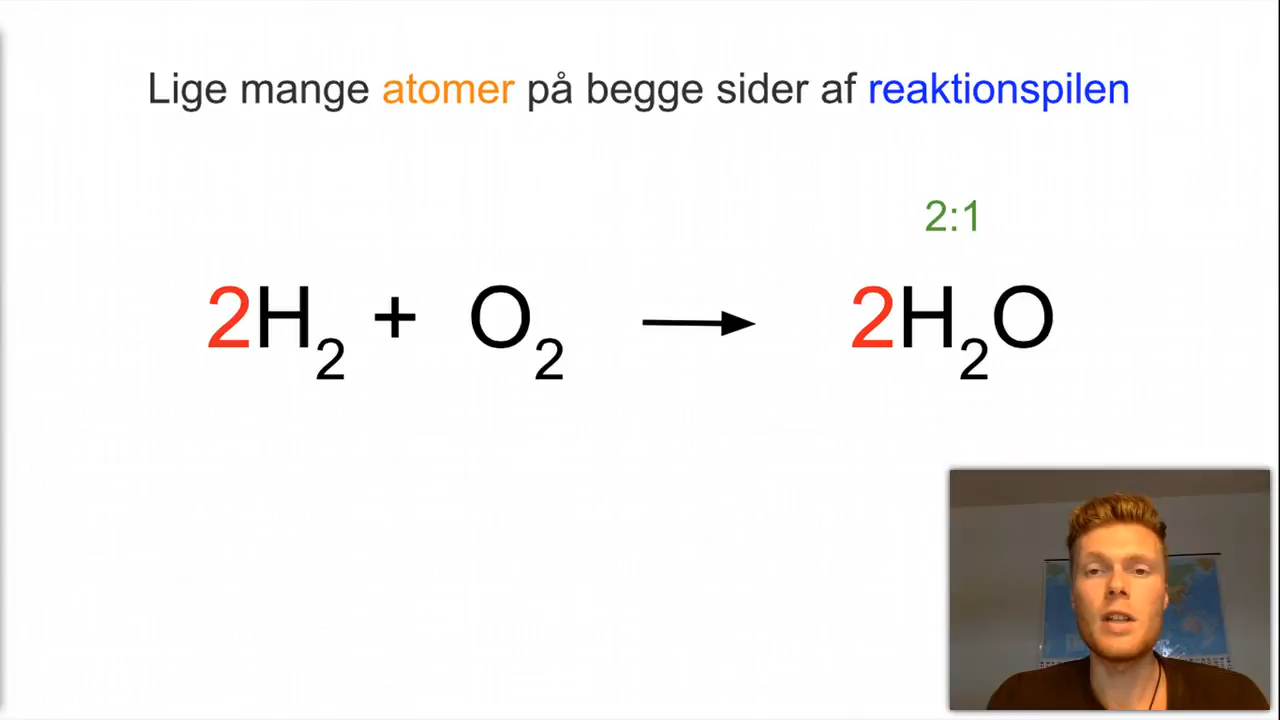 Lige mange atomer på begge sider af reaktionspilen
2:1
2H₂ + O₂ → 2H₂O